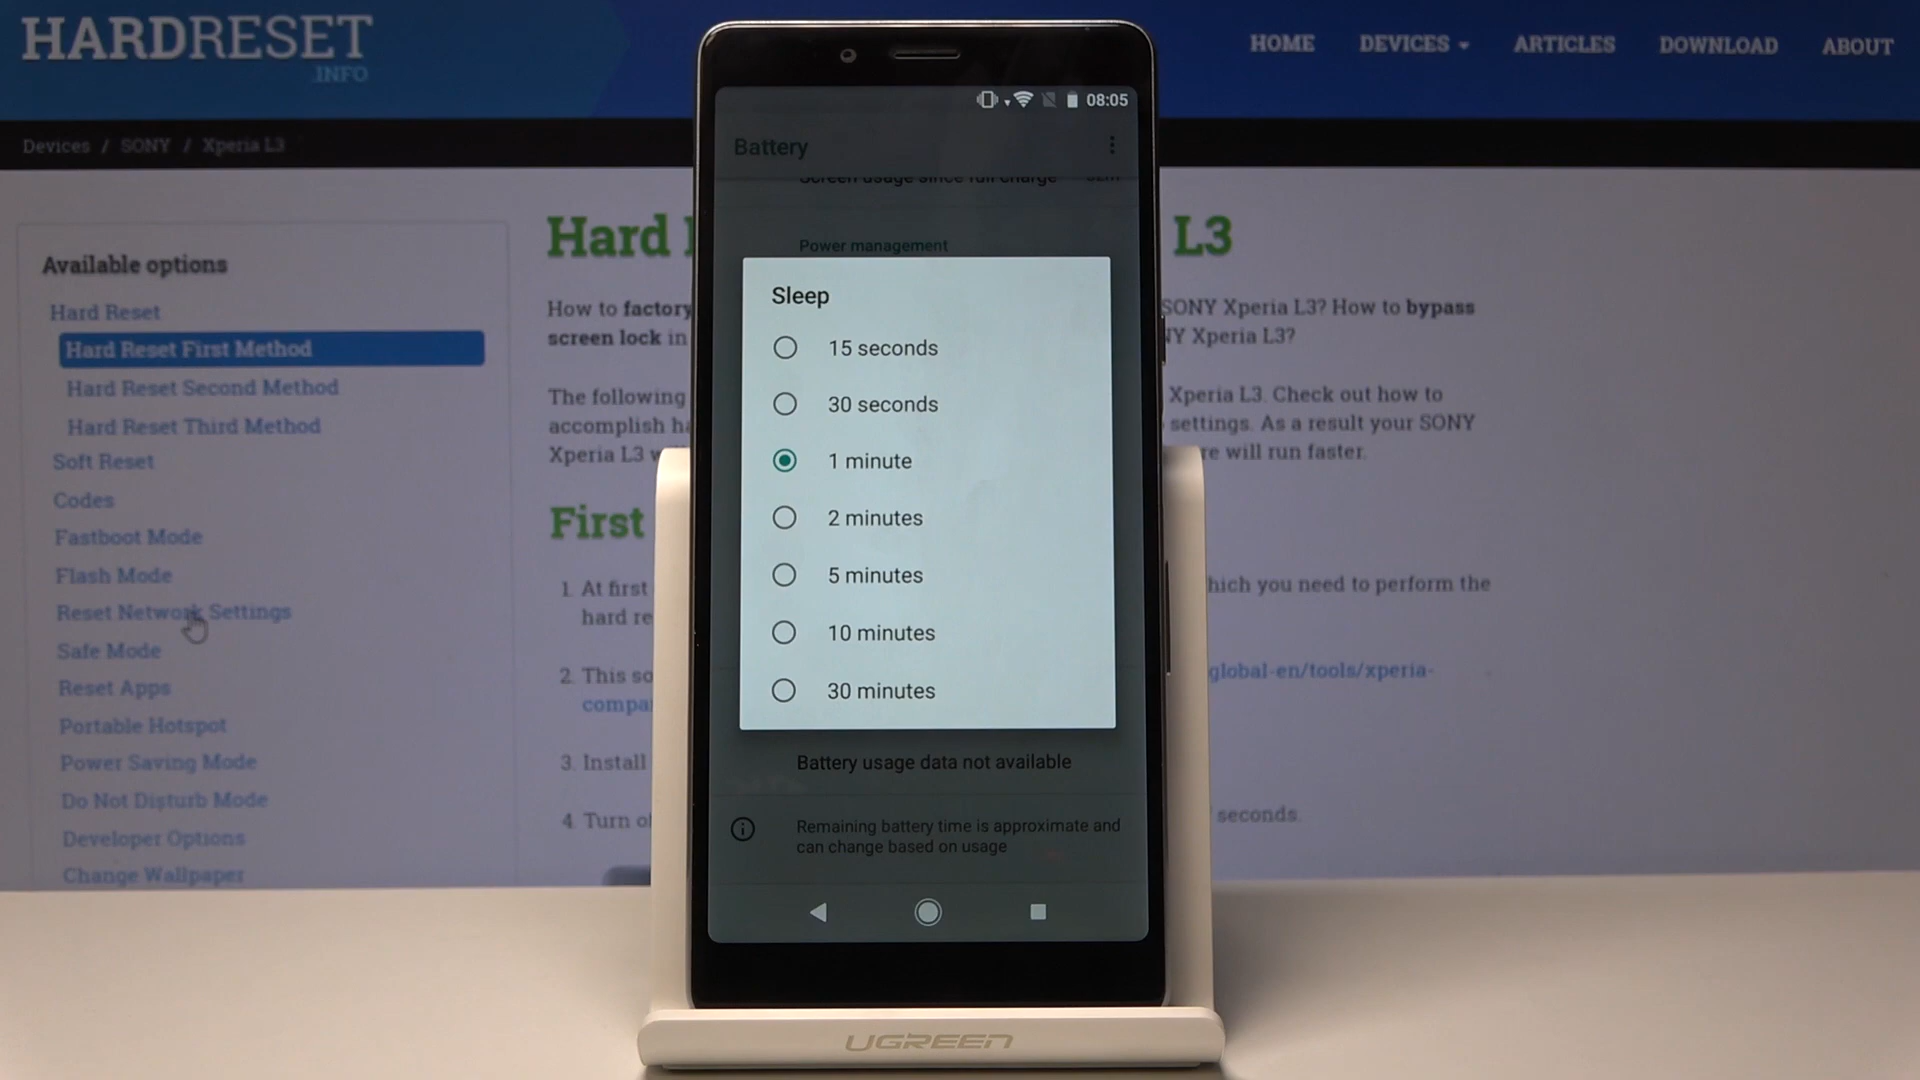 HARDRESET
.INFO
HOME
DEVICES
ARTICLES
DOWNLOAD
ABOUT
Devices / SONY / Xperia L3
Available options
Hard Reset
Hard Reset First Method
Hard Reset Second Method
Hard Reset Third Method
Soft Reset
Codes
Fastboot Mode
Flash Mode
Reset Network Settings
Safe Mode
Reset Apps
Portable Hotspot
Power Saving Mode
Do Not Disturb Mode
Developer Options
Change Wallpaper
Hard
L3
How to factory
SONY Xperia L3? How to bypass
screen lock in
Xperia L3?
The following
Xperia L3. Check out how to
accomplish
settings. As a result your SONY
Xperia L3
will run faster.
First
1. At first
which you need to perform the
hard
2. This
global-en/tools/xperia-
3. Install
4. Turn
seconds.
08:05
Battery
Screen usage since full charge
Power management
Sleep
15 seconds
30 seconds
1 minute
2 minutes
5 minutes
10 minutes
30 minutes
Battery usage data not available
Remaining battery time is approximate and
can change based on usage
UGREEN